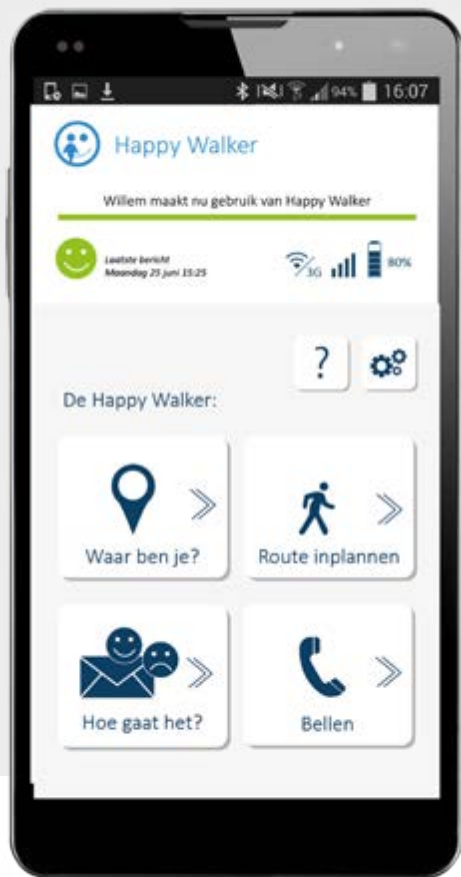 94% 16:07
Happy Walker
Willem maakt nu gebruik van Happy Walker
Laatste bericht
Maandag 25 juni 15:25
3G 80%
?
De Happy Walker:
Waar ben je?
Route inplannen
Hoe gaat het?
Bellen